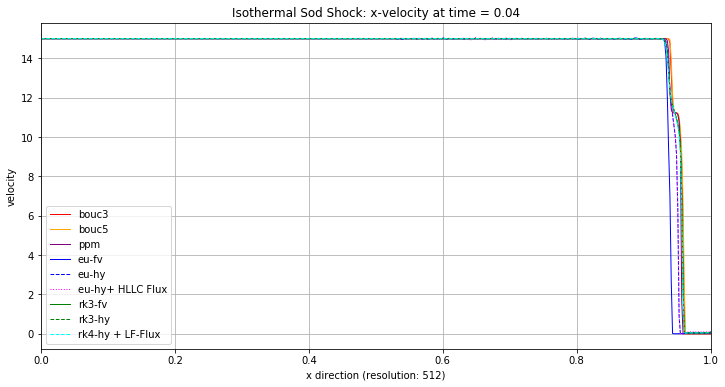 Isothermal Sod Shock: x-velocity at time = 0.04
velocity
14
12
10
8
6
4
2
0
bouc3
bouc5
ppm
eu-fv
eu-hy
eu-hy+ HLLC Flux
rk3-fv
rk3-hy
rk4-hy + LF-Flux
0.0 0.2 0.4 0.6 0.8 1.0
x direction (resolution: 512)